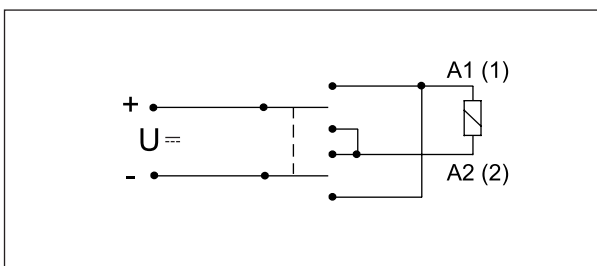 A1 (1)
+
U⎓
-
A2 (2)